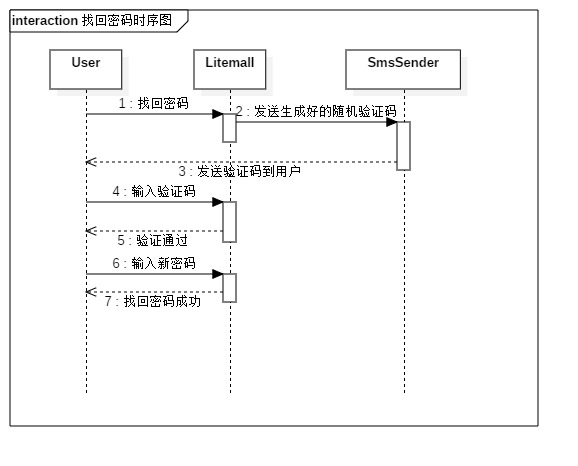 interaction 找回密码时序图
User
Litemall
SmsSender
1 : 找回密码
2 : 发送生成好的随机验证码
3 : 发送验证码到用户
4 : 输入验证码
5 : 验证通过
6 : 输入新密码
7 : 找回密码成功